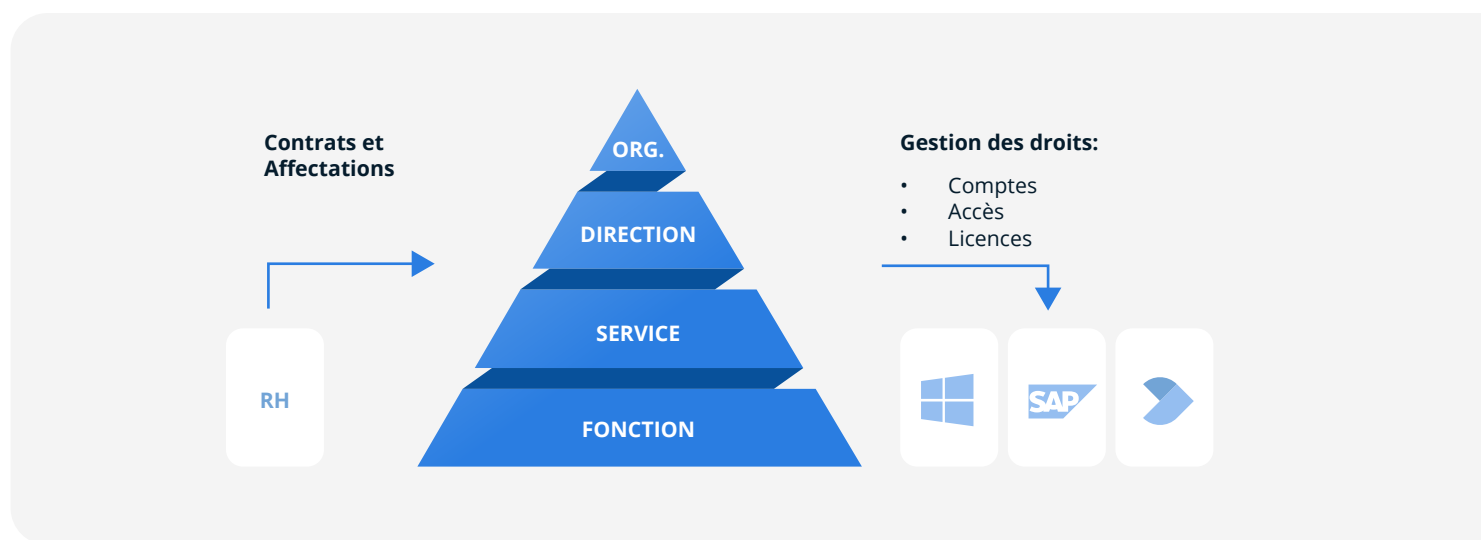 Contrats et
Affectations
RH
ORG.
DIRECTION
SERVICE
FONCTION
Gestion des droits:
• Comptes
• Accès
• Licences
SAP